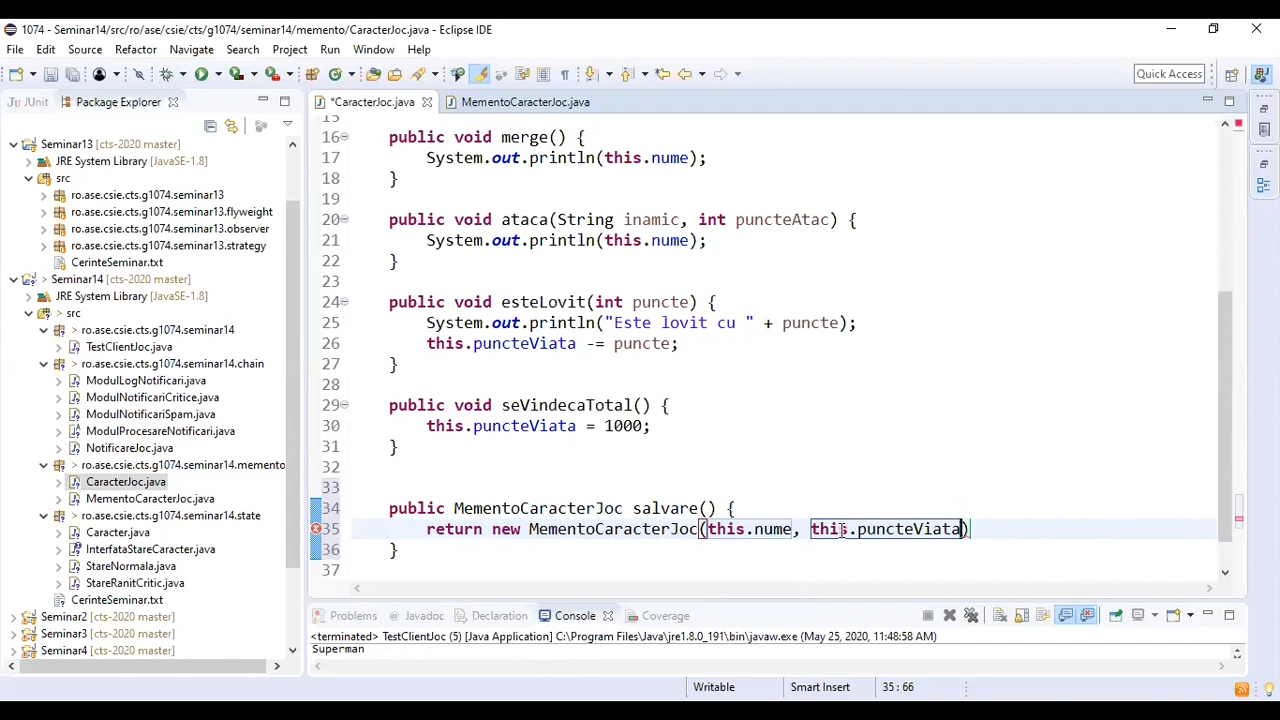 1074 - Seminar14/src/ro/ase/csie/cts/g1074/seminar14/memento/CaracterJoc.java - Eclipse IDE
File Edit Source Refactor Navigate Search Project Run Window Help
Quick Access
JUnit Package Explorer
*CaracterJoc.java MementoCaracterJoc.java
Seminar13 [cts-2020 master]
JRE System Library [JavaSE-1.8]
src
ro.ase.csie.cts.g1074.seminar13
ro.ase.csie.cts.g1074.seminar13.flyweight
ro.ase.csie.cts.g1074.seminar13.observer
ro.ase.csie.cts.g1074.seminar13.strategy
CerinteSeminar.txt
> Seminar14 [cts-2020 master]
JRE System Library [JavaSE-1.8]
> src
> ro.ase.csie.cts.g1074.seminar14
TestClientJoc.java
> ro.ase.csie.cts.g1074.seminar14.chain
ModulLogNotificari.java
ModulNotificariCritice.java
ModulNotificariSpam.java
ModulProcesareNotificari.java
NotificareJoc.java
> ro.ase.csie.cts.g1074.seminar14.memento
CaracterJoc.java
MementoCaracterJoc.java
> ro.ase.csie.cts.g1074.seminar14.state
Caracter.java
InterfataStareCaracter.java
StareNormala.java
StareRanitCritic.java
CerinteSeminar.txt
Seminar2 [cts-2020 master]
Seminar3 [cts-2020 master]
Seminar4 [cts-2020 master]
15
16 public void merge() {
17 System.out.println(this.nume);
18 }
19
20 public void ataca(String inamic, int puncteAtac) {
21 System.out.println(this.nume);
22 }
23
24 public void esteLovit(int puncte) {
25 System.out.println("Este lovit cu " + puncte);
26 this.puncteViata -= puncte;
27 }
28
29 public void seVindecaTotal() {
30 this.puncteViata = 1000;
31 }
32
33
34 public MementoCaracterJoc salvare() {
35 return new MementoCaracterJoc(this.nume, this.puncteViata)
36 }
37
Problems Javadoc Declaration Console Coverage
<terminated> TestClientJoc (5) [Java Application] C:\Program Files\Java\jre1.8.0_191\bin\javaw.exe (May 25, 2020, 11:48:58 AM)
Superman
Writable Smart Insert 35 : 66